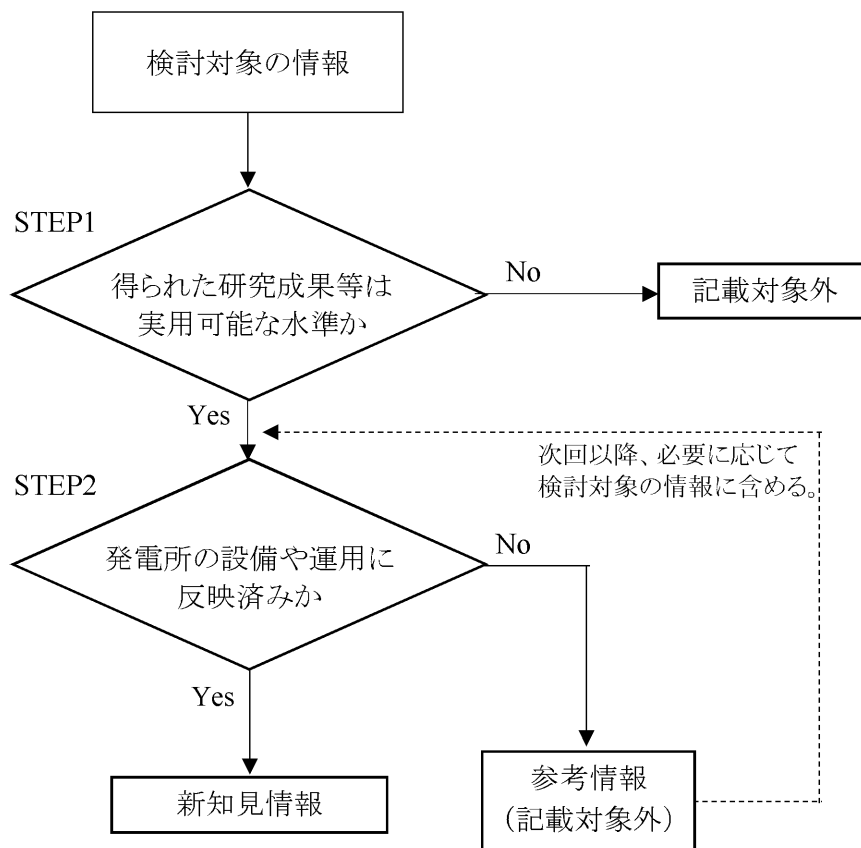 検討対象の情報
STEP1
得られた研究成果等は
実用可能な水準か
No
記載対象外
Yes
次回以降、必要に応じて
検討対象の情報に含める。
STEP2
発電所の設備や運用に
反映済みか
No
Yes
新知見情報
参考情報
(記載対象外)